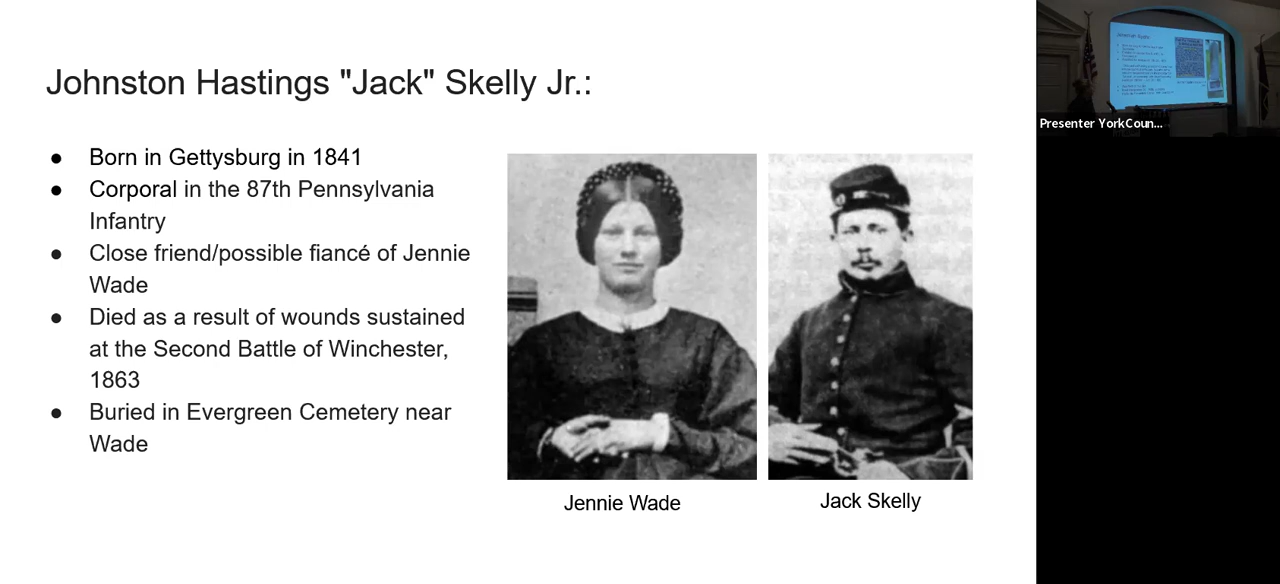 Johnston Hastings "Jack" Skelly Jr.:
● Born in Gettysburg in 1841
● Corporal in the 87th Pennsylvania
Infantry
● Close friend/possible fiancé of Jennie
Wade
● Died as a result of wounds sustained
at the Second Battle of Winchester,
1863
● Buried in Evergreen Cemetery near
Wade
Jennie Wade
Jack Skelly
Presenter YorkCoun...